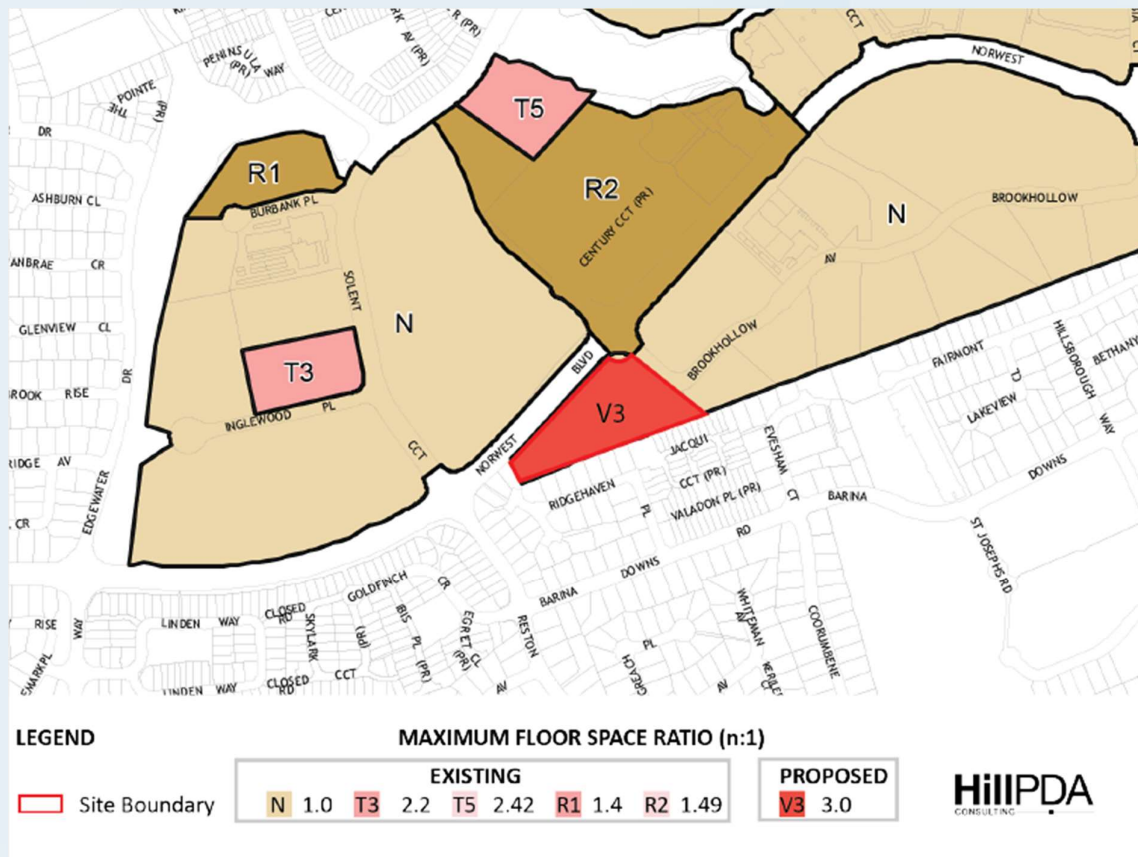 PENINSULA
(PR) WAY
AV (PR)
R (PR)
CCT
NORWEST
THE
POINTE
(PR)
DR
T5
R1
R2
ASHBURN CL
BURBANK PL
BROOKHOLLOW
N
CENTURY CCT (PR)
AV
ANBRAE CR
SOLENT
GLENVIEW CL
N
BLVD
BROOKHOLLOW
FAIRMONT
HILLSBOROUGH
WAY
BETHANY
DR
T3
CL
LAKEVIEW
ROOK RISE
INGLEWOOD PL
V3
NORWEST
JACQUI
EVESHAM
CT
CCT
RIDGE AV
EDGEWATER
CCT (PR)
RIDGEHAVEN
PL
VALADON PL (PR)
BARINA
DOWNS
CR
RD
ST JOSEPHS RD
BARINA
DOWNS
GOLDFINCH
CR
CLOSED
RD
LINDEN WAY
RISE
WAY
SKYLARK
(PR)
IBIS PL (PR)
EGRET CL
(PR)
RESTON
AV
WHITEMAN
AV
COORUMBENE
PL
GREACH
CT
LINDEN WAY
CLOSED
RD
CCT
LEGEND
MAXIMUM FLOOR SPACE RATIO (n:1)
EXISTING
PROPOSED
Site Boundary
N 1.0 T3 2.2 T5 2.42 R1 1.4 R2 1.49
V3 3.0
HillPDA
CONSULTING